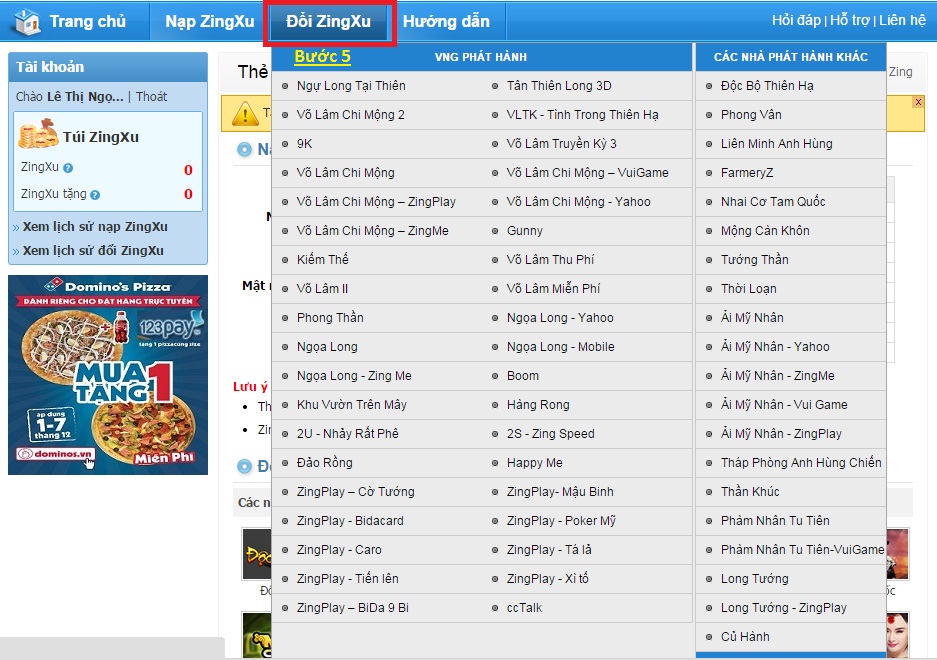 Trang chủ
Nạp ZingXu
Đổi ZingXu
Hướng dẫn
Hỏi đáp | Hỗ trợ | Liên hệ
Tài khoản
Chào Lê Thị Ngọ... | Thoát
Túi ZingXu
ZingXu ? 0
ZingXu tặng ? 0
» Xem lịch sử nạp ZingXu
» Xem lịch sử đổi ZingXu
Domino's Pizza
DÀNH RIÊNG CHO ĐẶT HÀNG TRỰC TUYẾN
123pay
tặng 1 pizza cùng size
MUA 1
TẶNG 1
áp dụng
1-7
tháng 12
dominos.vn
Miễn Phí
Thẻ
Zing
x
Mật
Lưu ý
Th
Zin
Các n
Bước 5
VNG PHÁT HÀNH
Ngự Long Tại Thiên
Tân Thiên Long 3D
Võ Lâm Chi Mộng 2
VLTK - Tình Trong Thiên Hạ
9K
Võ Lâm Truyền Kỳ 3
Võ Lâm Chi Mộng
Võ Lâm Chi Mộng – VuiGame
Võ Lâm Chi Mộng – ZingPlay
Võ Lâm Chi Mộng - Yahoo
Võ Lâm Chi Mộng – ZingMe
Gunny
Kiếm Thế
Võ Lâm Thu Phí
Võ Lâm II
Võ Lâm Miễn Phí
Phong Thần
Ngọa Long - Yahoo
Ngọa Long
Ngọa Long - Mobile
Ngọa Long - Zing Me
Boom
Khu Vườn Trên Mây
Hàng Rong
2U - Nhảy Rất Phê
2S - Zing Speed
Đảo Rồng
Happy Me
ZingPlay – Cờ Tướng
ZingPlay- Mậu Binh
ZingPlay - Bidacard
ZingPlay - Poker Mỹ
ZingPlay - Caro
ZingPlay - Tá lả
ZingPlay - Tiến lên
ZingPlay - Xì tố
ZingPlay – BiDa 9 Bi
ccTalk
CÁC NHÀ PHÁT HÀNH KHÁC
Độc Bộ Thiên Hạ
Phong Vân
Liên Minh Anh Hùng
FarmeryZ
Nhai Cơ Tam Quốc
Mộng Càn Khôn
Tướng Thần
Thời Loạn
Ải Mỹ Nhân
Ải Mỹ Nhân - Yahoo
Ải Mỹ Nhân - ZingMe
Ải Mỹ Nhân - Vui Game
Ải Mỹ Nhân - ZingPlay
Tháp Phòng Anh Hùng Chiến
Thần Khúc
Phàm Nhân Tu Tiên
Phàm Nhân Tu Tiên-VuiGame
Long Tướng
Long Tướng - ZingPlay
Củ Hành